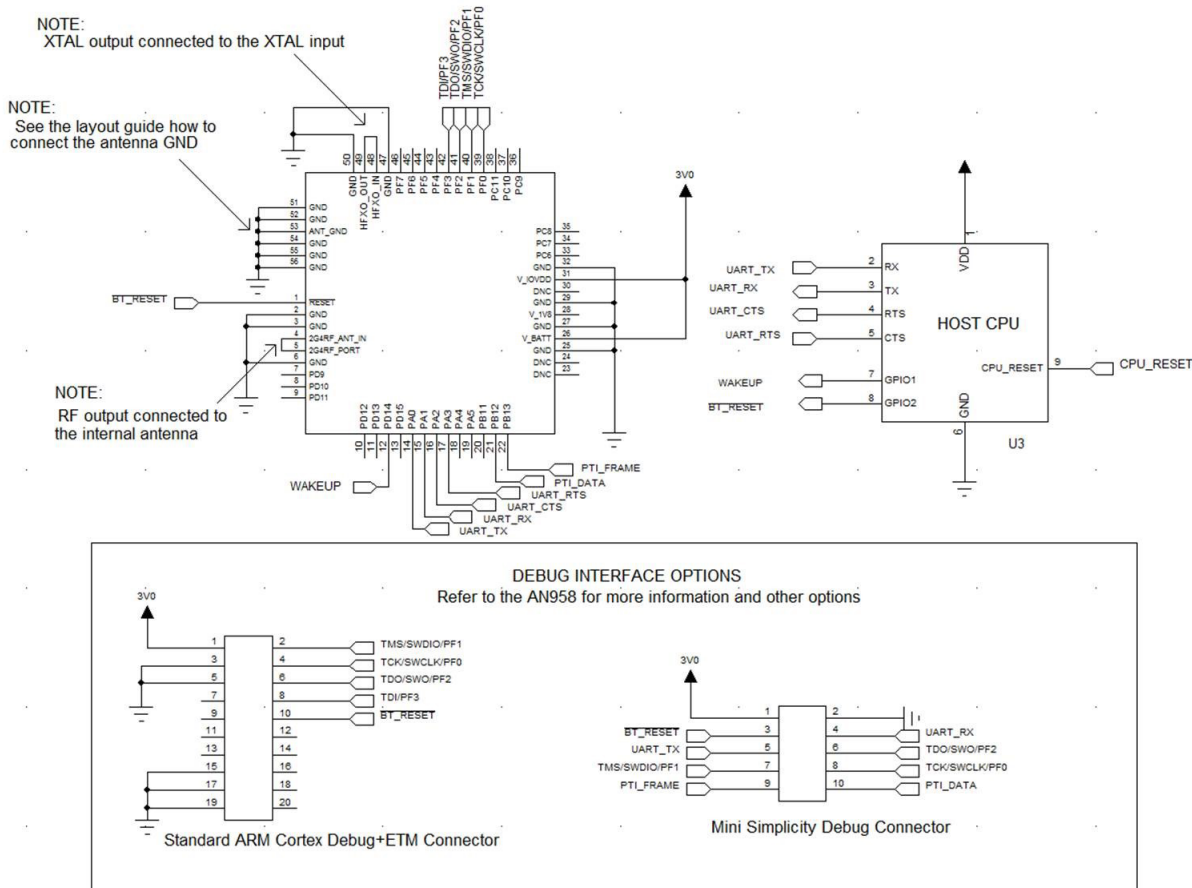 NOTE:
XTAL output connected to the XTAL input
NOTE:
See the layout guide how to
connect the antenna GND
TDI/PF3
TDO/SWO/PF2
TMS/SWDIO/PF1
TCK/SWCLK/PF0
50 49 48 47 46 45 44 43 42 41 40 39 38 37 36
GND HFXO_OUT HFXO_IN GND PF7 PF6 PF5 PF4 PF3 PF2 PF1 PF0 PC11 PC10 PC9
51 GND
52 GND
53 ANT_GND
54 GND
55 GND
56 GND
BT_RESET
1 RESET
2 GND
3 GND
4 2G4RF_ANT_IN
5 2G4RF_PORT
6 GND
7 PD9
8 PD10
9 PD11
NOTE:
RF output connected to
the internal antenna
3V0
PC8 35
PC7 34
PC6 33
GND 32
V_IOVDD 31
DNC 30
GND 29
V_1V8 28
GND 27
V_BATT 26
GND 25
DNC 24
DNC 23
PD12 PD13 PD14 PD15 PA0 PA1 PA2 PA3 PA4 PA5 PB11 PB12 PB13
10 11 12 13 14 15 16 17 18 19 20 21 22
WAKEUP
PTI_FRAME
PTI_DATA
UART_RTS
UART_CTS
UART_RX
UART_TX
1
VDD
UART_TX 2 RX
UART_RX 3 TX
UART_CTS 4 RTS
UART_RTS 5 CTS
HOST CPU
CPU_RESET 9 CPU_RESET
WAKEUP 7 GPIO1
BT_RESET 8 GPIO2
GND
6
U3
DEBUG INTERFACE OPTIONS
Refer to the AN958 for more information and other options
3V0
1 2 TMS/SWDIO/PF1
3 4 TCK/SWCLK/PF0
5 6 TDO/SWO/PF2
7 8 TDI/PF3
9 10 BT_RESET
11 12
13 14
15 16
17 18
19 20
Standard ARM Cortex Debug+ETM Connector
3V0
1 2
BT_RESET 3 4 UART_RX
UART_TX 5 6 TDO/SWO/PF2
TMS/SWDIO/PF1 7 8 TCK/SWCLK/PF0
PTI_FRAME 9 10 PTI_DATA
Mini Simplicity Debug Connector